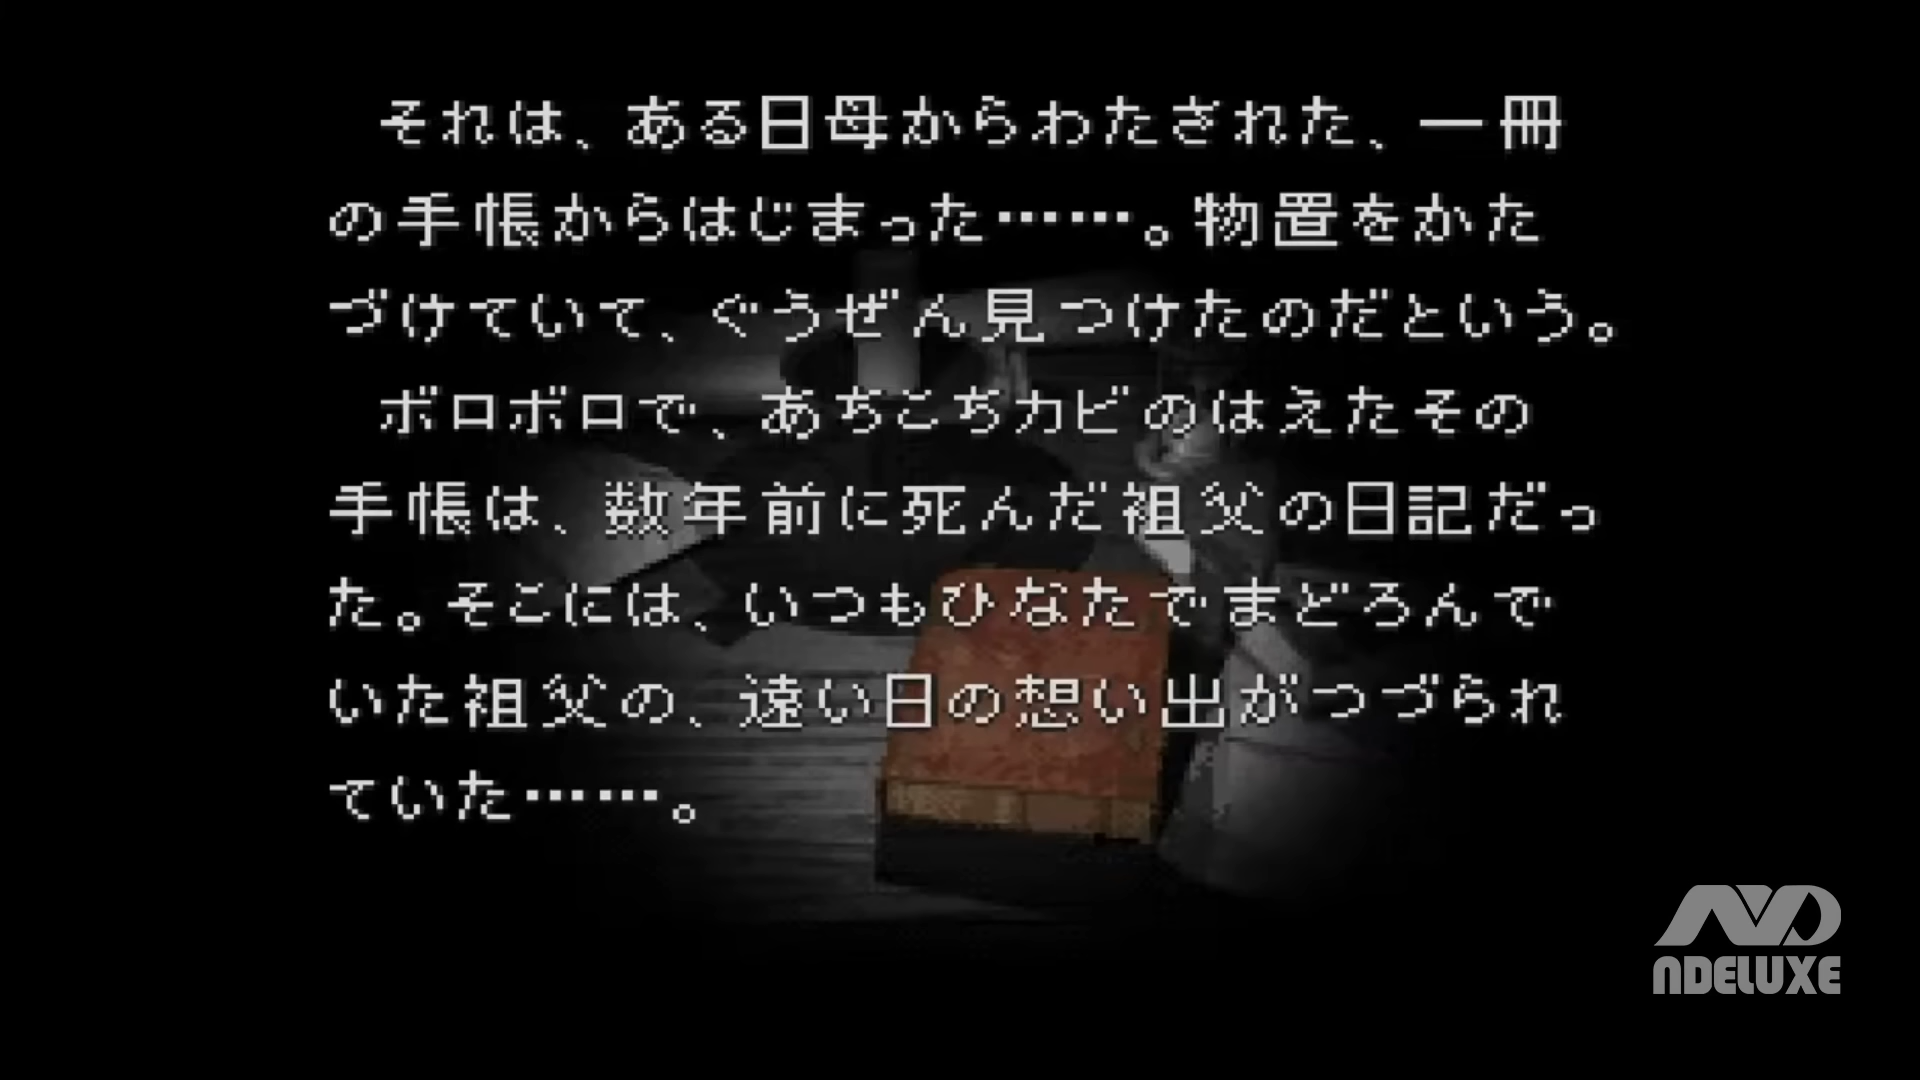 それは、ある日母からわたされた、一冊
の手帳からはじまった……。物置をかた
づけていて、ぐうぜん見つけたのだという。
ボロボロで、あちこちカビのはえたその
手帳は、数年前に死んだ祖父の日記だっ
た。そこには、いつもひなたでまどろんで
いた祖父の、遠い日の想い出がつづられ
ていた……。
NDELUXE